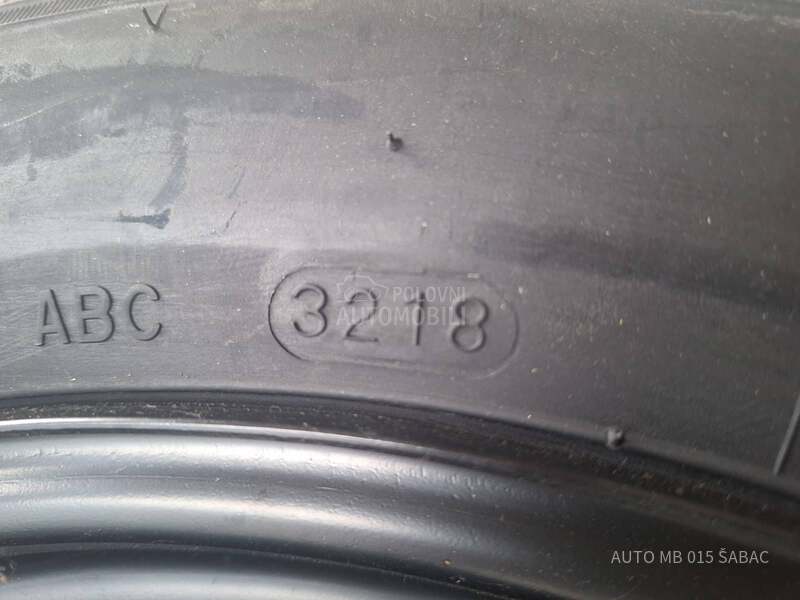 ABC 3218
POLOVNI
AUTOMOBILI
AUTO MB 015 ŠABAC